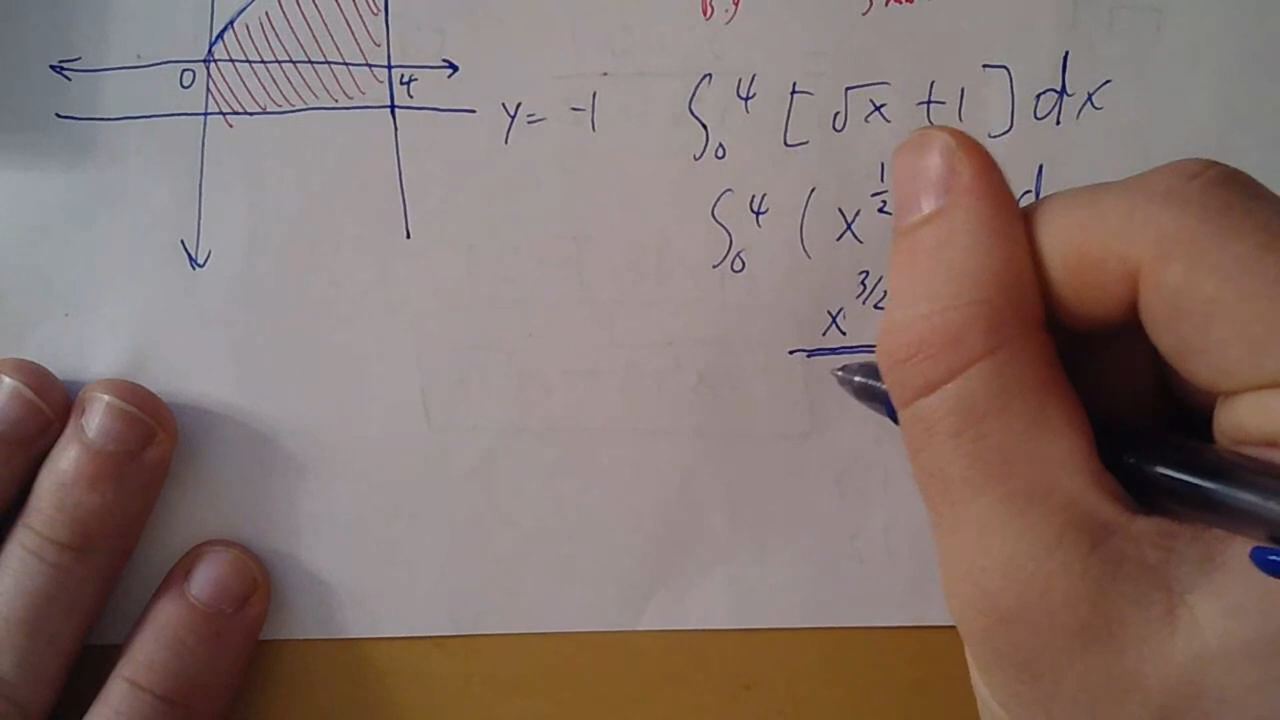 0
4
y = -1
∫₀⁴ [√x + 1] dx
∫₀⁴ (x^{1/2} d
x^{3/2}